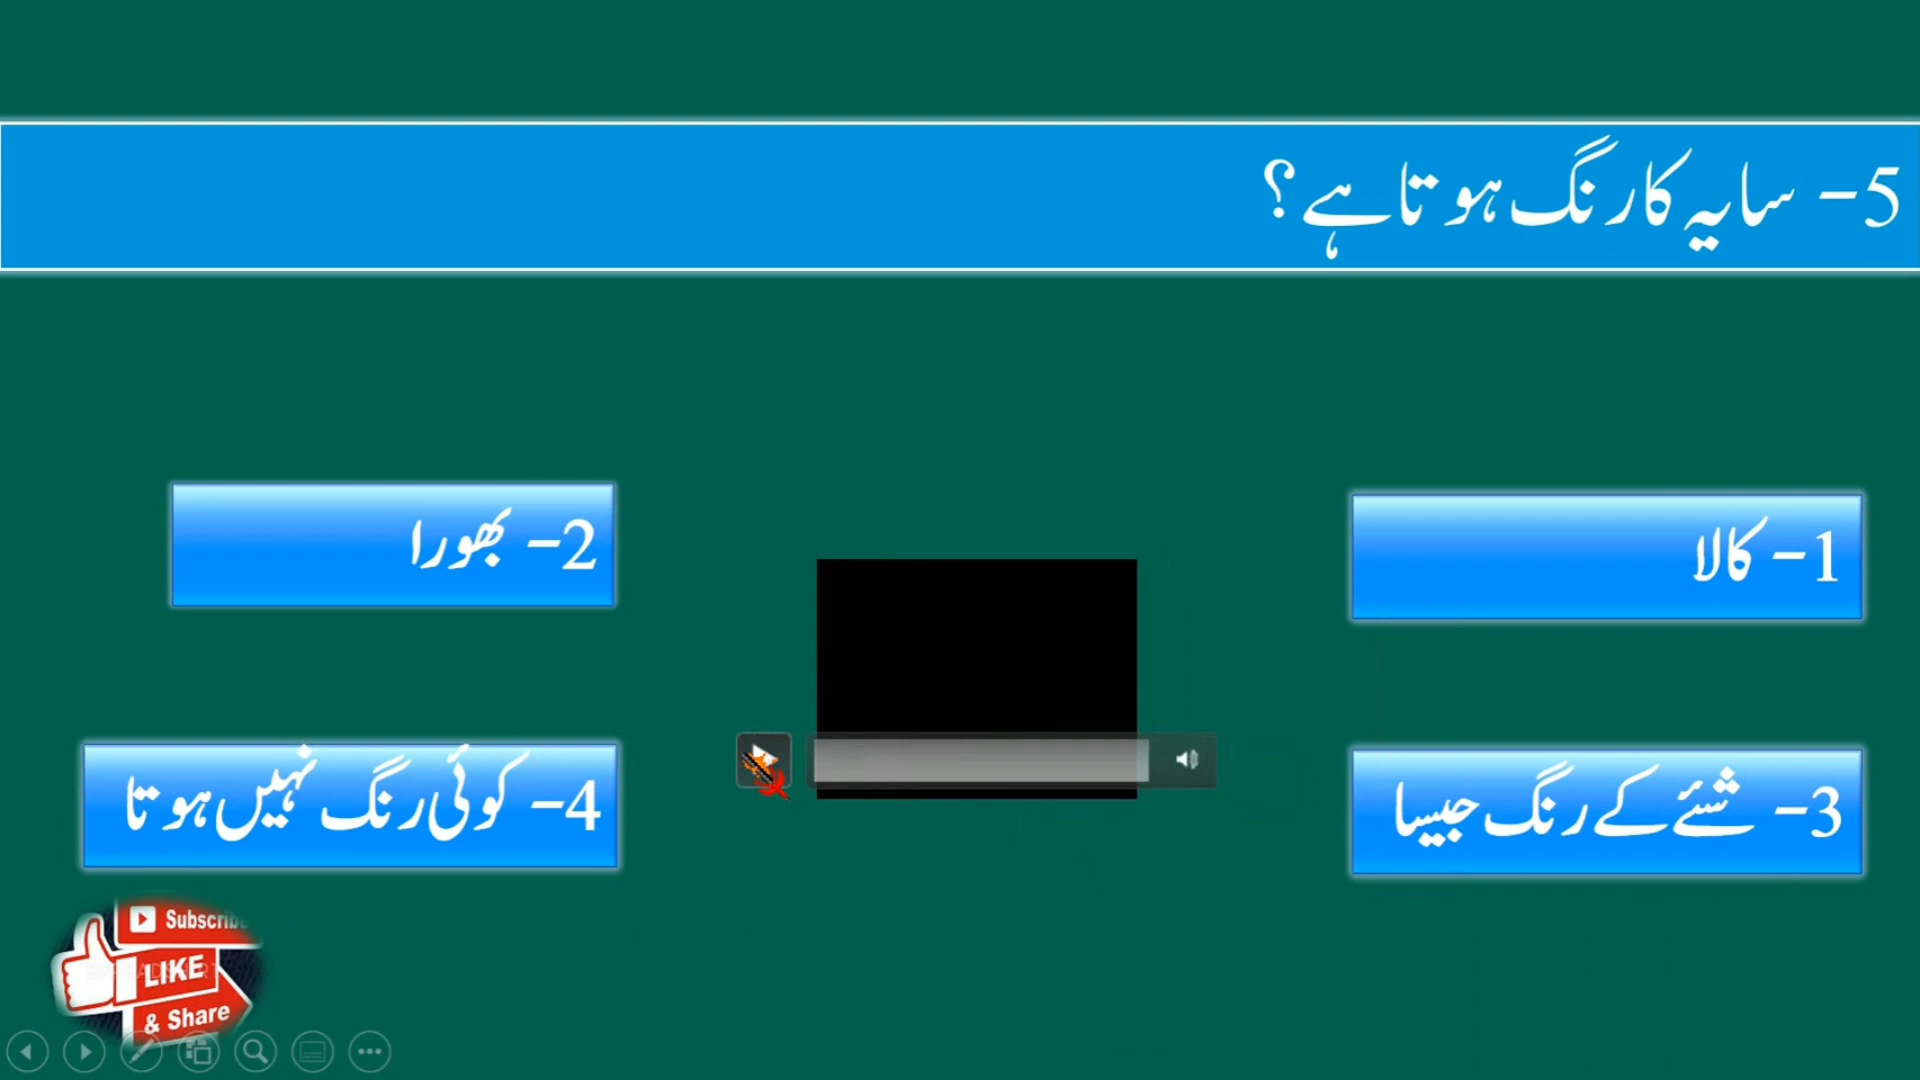 5- سایہ کا رنگ ہوتا ہے؟
1- کالا
2- بھورا
3- شئے کے رنگ جیسا
4- کوئی رنگ نہیں ہوتا
Subscribe
LIKE
& Share